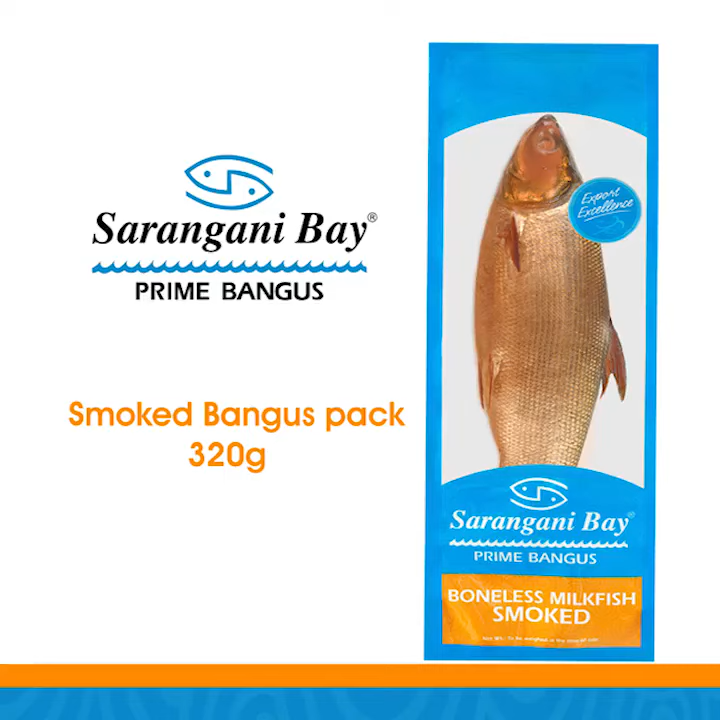 Sarangani Bay®
PRIME BANGUS
Smoked Bangus pack
320g
Export
Excellence
Sarangani Bay®
PRIME BANGUS
BONELESS MILKFISH
SMOKED